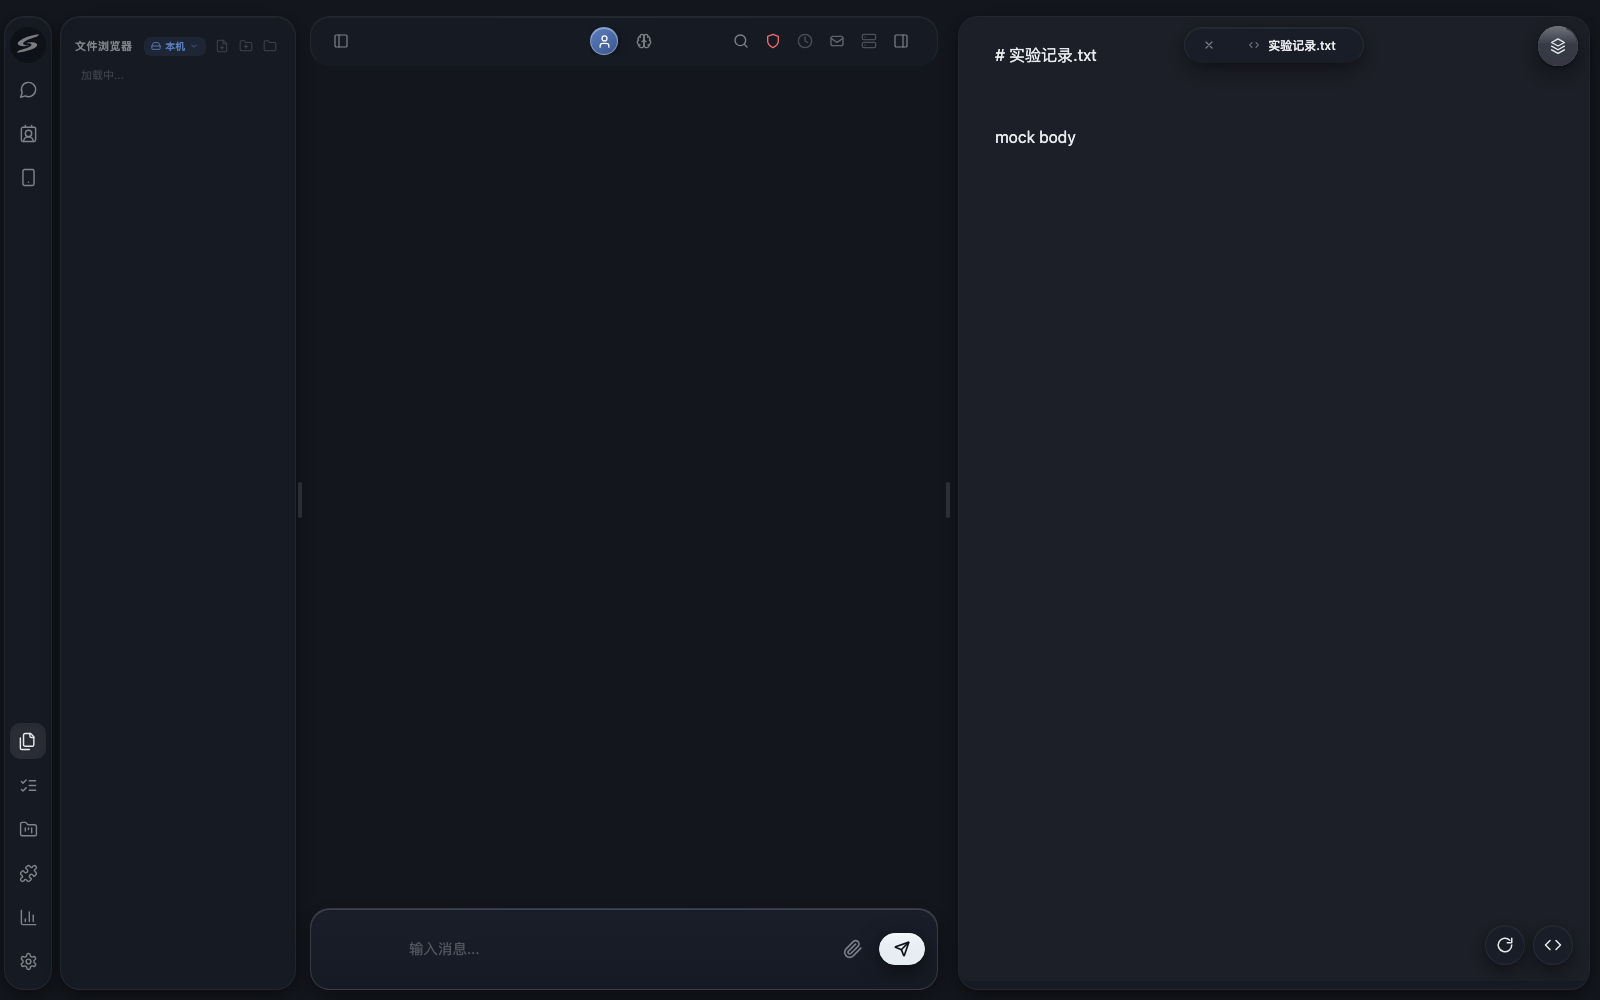 文件浏览器
本机
加载中...
输入消息...
实验记录.txt
# 实验记录.txt
mock body